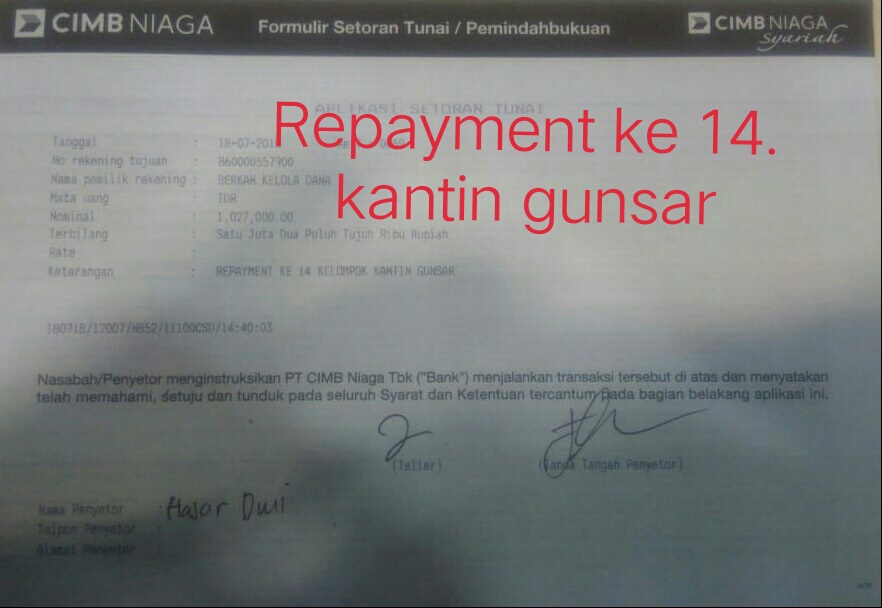 CIMB NIAGA Formulir Setoran Tunai / Pemindahbukuan CIMB NIAGA syariah
APLIKASI SETORAN TUNAI
Repayment ke 14.
kantin gunsar
Tanggal : 18-07-201
No rekening tujuan : 860000557900
Nama pemilik rekening : BERKAH KELOLA DANA
Mata uang : IDR
Nominal : 1,027,000.00
Terbilang : Satu Juta Dua Puluh Tujuh Ribu Rupiah
Rate :
Keterangan : REPAYMENT KE 14 KELOMPOK KANTIN GUNSAR
180718/12007/HB52/11100CSD/14:40:03
Nasabah/Penyetor menginstruksikan PT CIMB Niaga Tbk ("Bank") menjalankan transaksi tersebut di atas dan menyatakan
telah memahami, setuju dan tunduk pada seluruh Syarat dan Ketentuan tercantum pada bagian belakang aplikasi ini.
(Teller) (Tanda Tangan Penyetor)
Nama Penyetor : Hajar Dwi
Telpon Penyetor :
Alamat Penyetor :